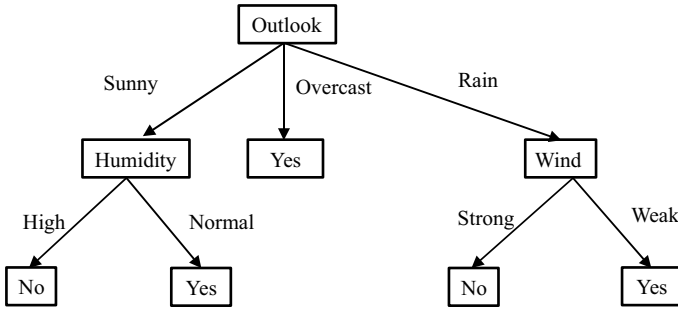 Outlook
Sunny
Overcast
Rain
Humidity
Yes
Wind
High
Normal
Strong
Weak
No
Yes
No
Yes